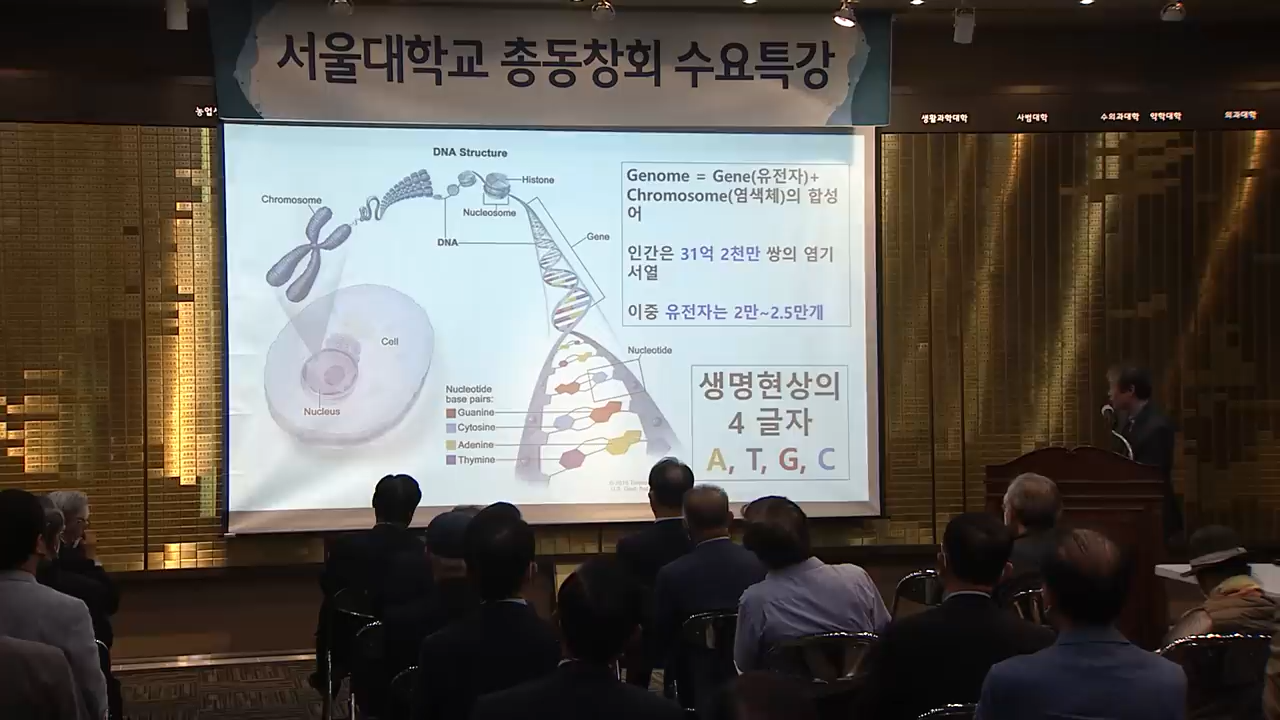 서울대학교 총동창회 수요특강
생활과학대학
사범대학
수의과대학
약학대학
의과대학
DNA Structure
Chromosome
Histone
Nucleosome
DNA
Gene
Cell
Nucleus
Nucleotide
Nucleotide
base pairs:
Guanine
Cytosine
Adenine
Thymine
Genome = Gene(유전자)+
Chromosome(염색체)의 합성
어
인간은 31억 2천만 쌍의 염기
서열
이중 유전자는 2만~2.5만개
생명현상의
4 글자
A, T, G, C